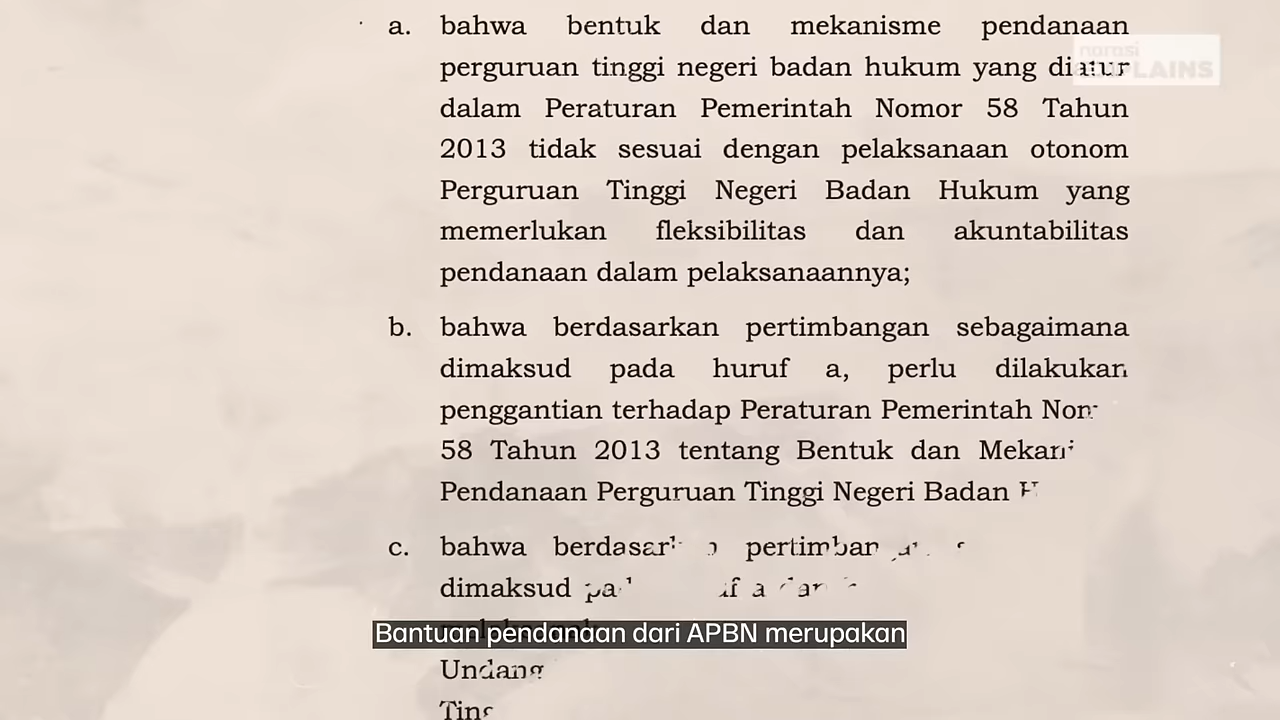 a. bahwa bentuk dan mekanisme pendanaan
perguruan tinggi negeri badan hukum yang diatur
dalam Peraturan Pemerintah Nomor 58 Tahun
2013 tidak sesuai dengan pelaksanaan otonom
Perguruan Tinggi Negeri Badan Hukum yang
memerlukan fleksibilitas dan akuntabilitas
pendanaan dalam pelaksanaannya;
b. bahwa berdasarkan pertimbangan sebagaimana
dimaksud pada huruf a, perlu dilakukan
penggantian terhadap Peraturan Pemerintah
58 Tahun 2013 tentang Bentuk dan
Pendanaan Perguruan Tinggi Negeri Badan
c. bahwa
dimaksud
Bantuan pendanaan dari APBN merupakan
Undang
narasi
EXPLAINS